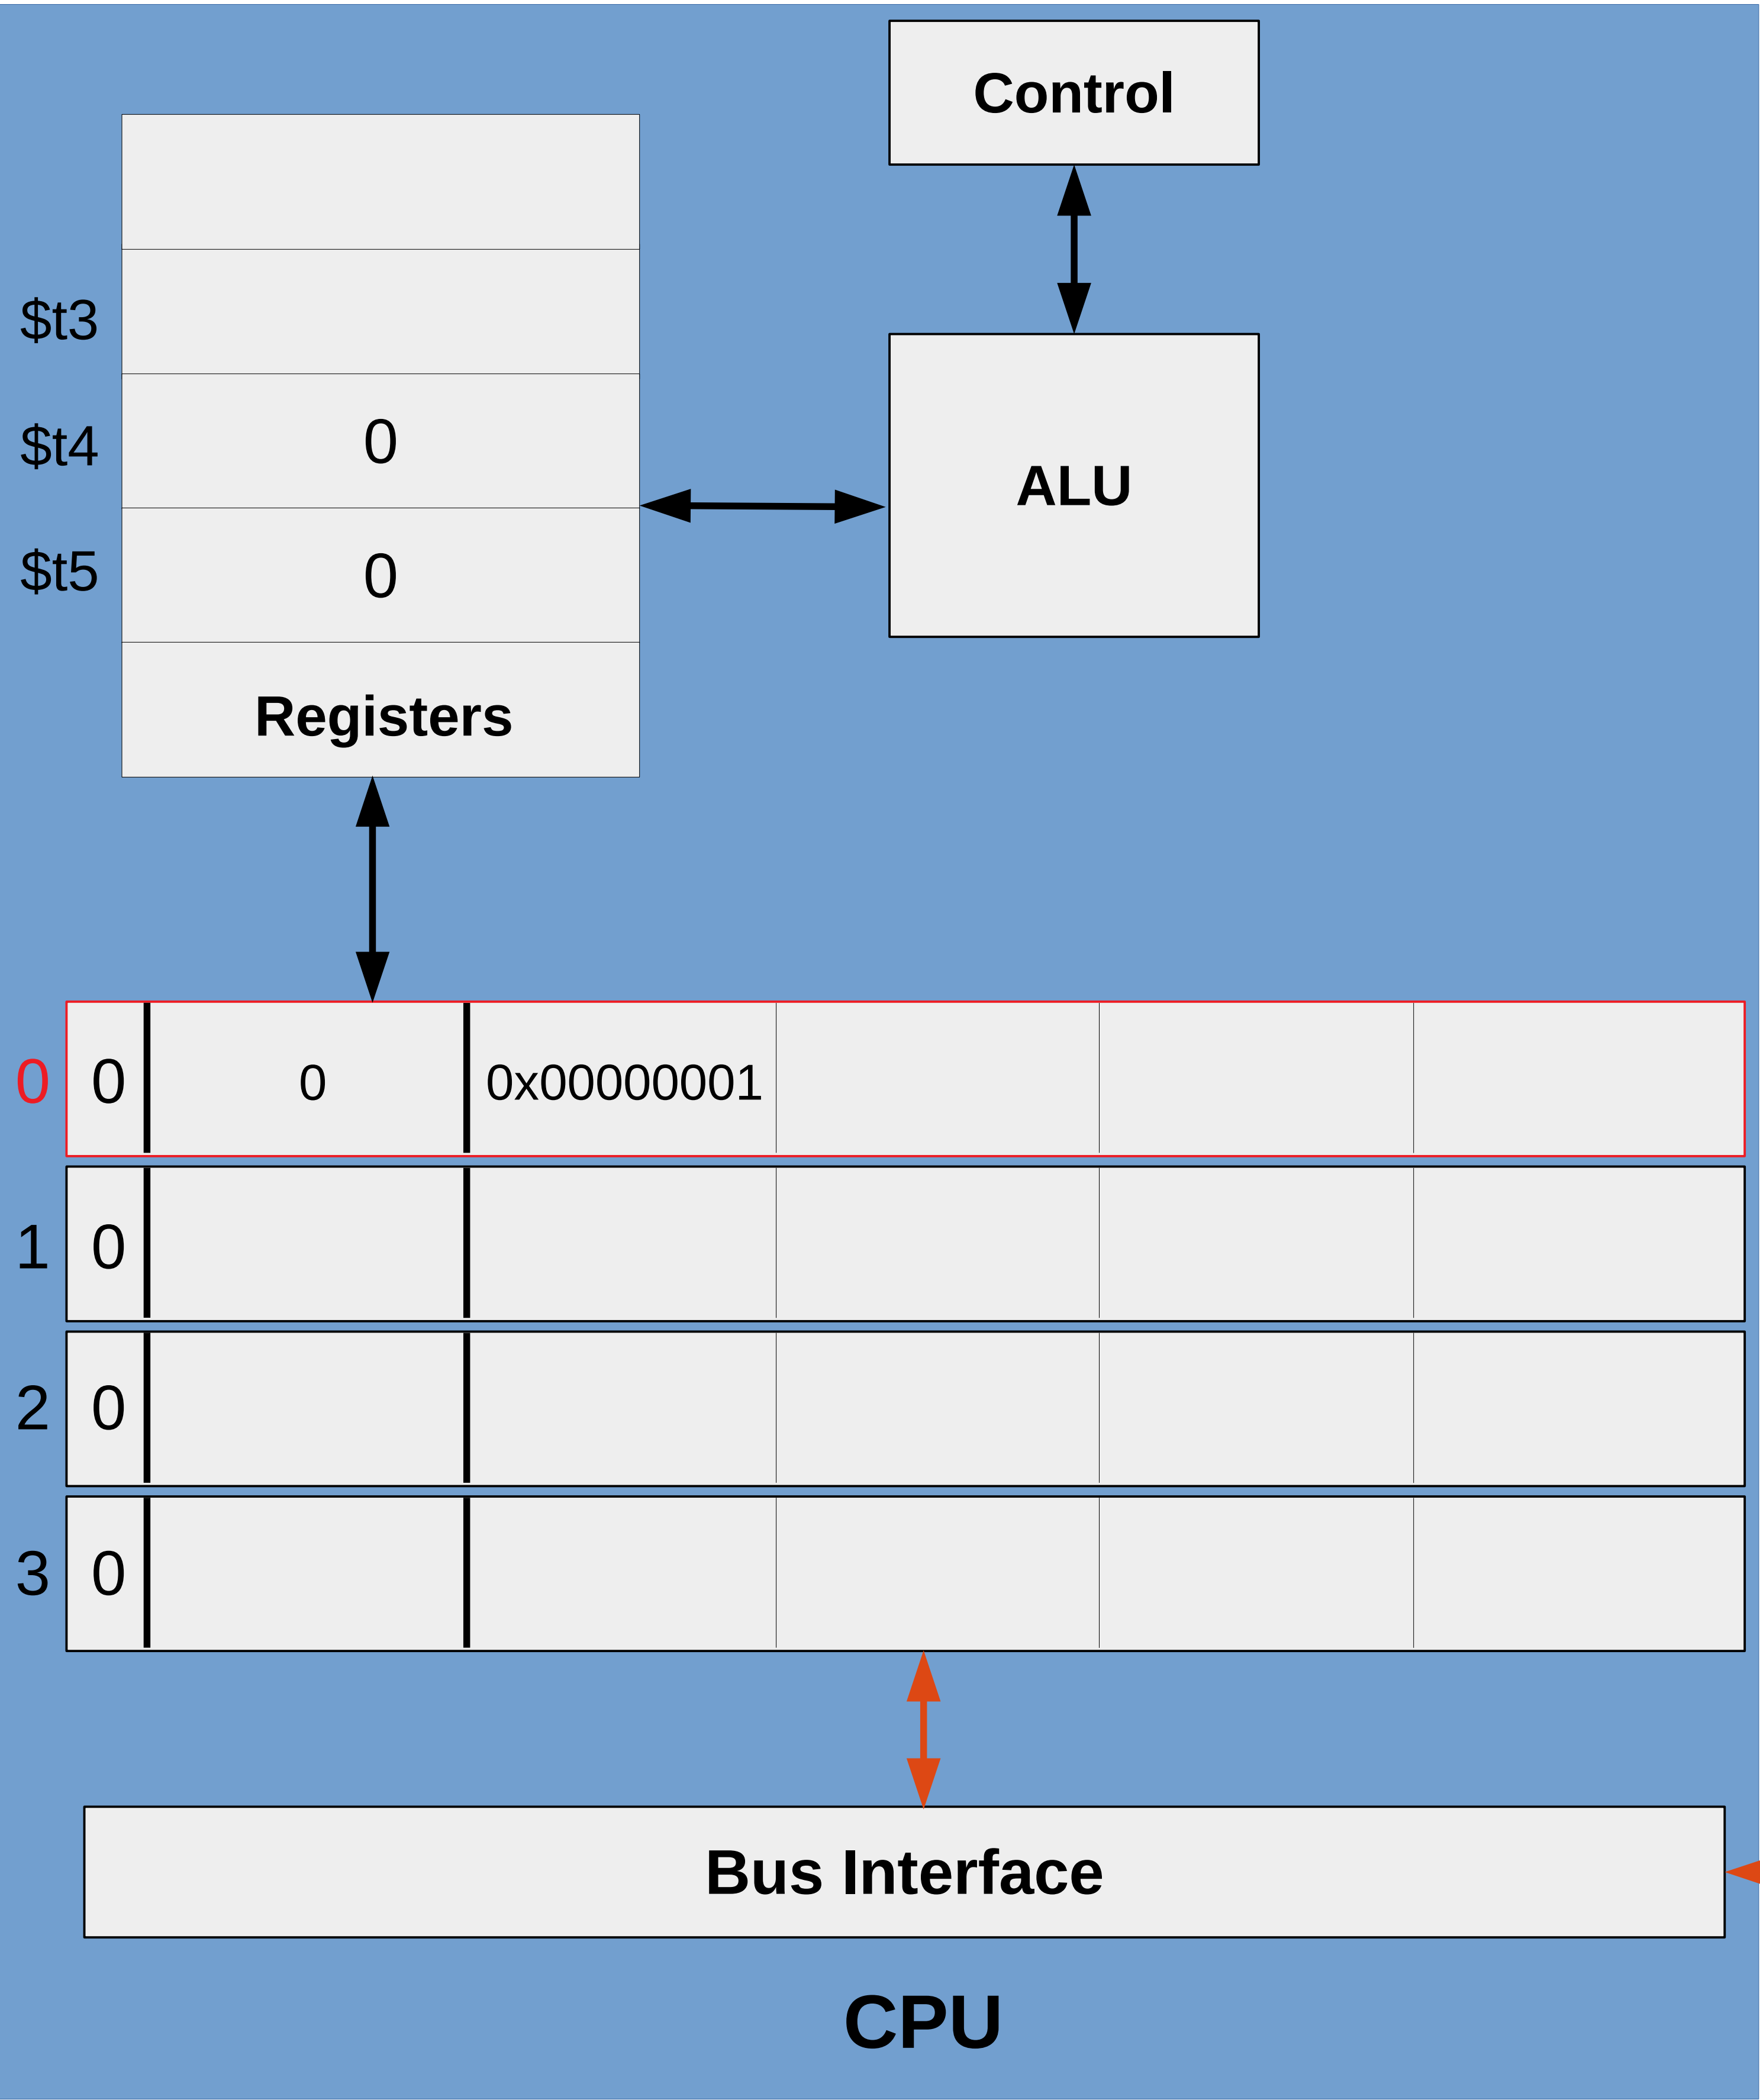 Control
$t3
$t4 0
ALU
$t5 0
Registers
0 0 0 0x00000001
1 0
2 0
3 0
Bus Interface
CPU